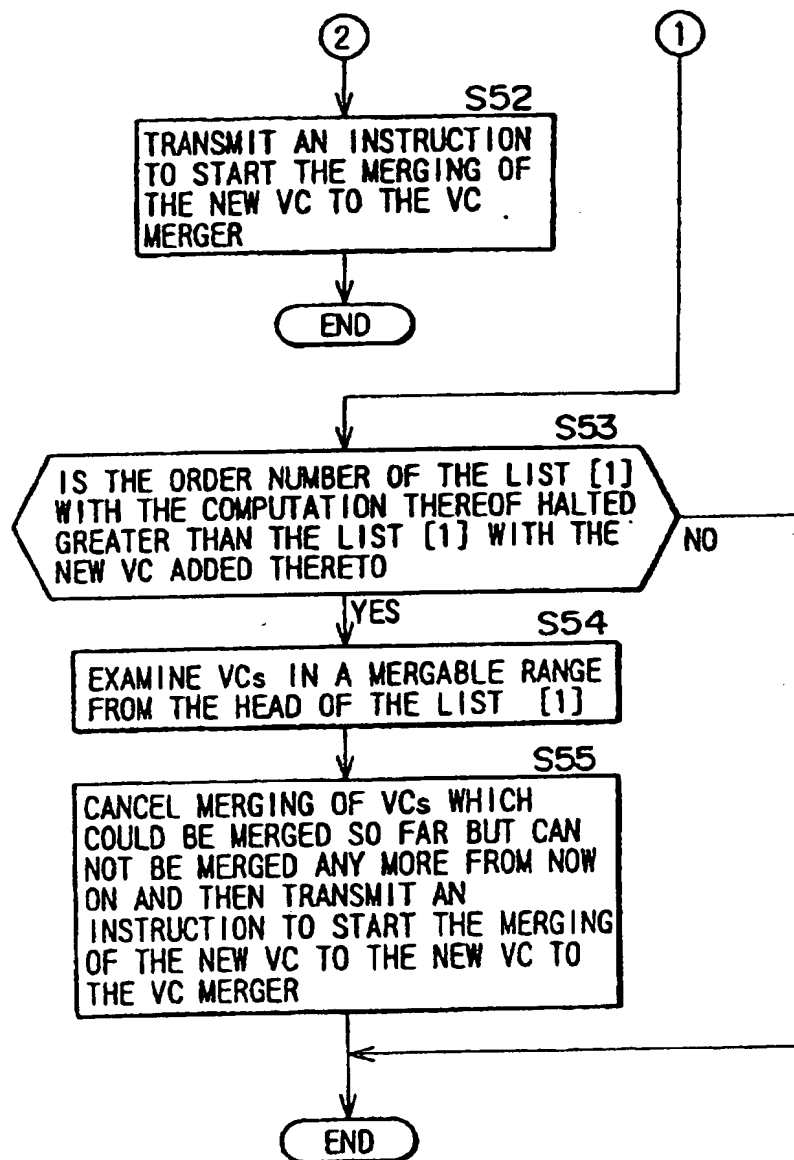 2
1
S52
TRANSMIT AN INSTRUCTION
TO START THE MERGING OF
THE NEW VC TO THE VC
MERGER
END
S53
IS THE ORDER NUMBER OF THE LIST [1]
WITH THE COMPUTATION THEREOF HALTED
GREATER THAN THE LIST [1] WITH THE
NEW VC ADDED THERETO
NO
YES
S54
EXAMINE VCs IN A MERGABLE RANGE
FROM THE HEAD OF THE LIST [1]
S55
CANCEL MERGING OF VCs WHICH
COULD BE MERGED SO FAR BUT CAN
NOT BE MERGED ANY MORE FROM NOW
ON AND THEN TRANSMIT AN
INSTRUCTION TO START THE MERGING
OF THE NEW VC TO THE NEW VC TO
THE VC MERGER
END